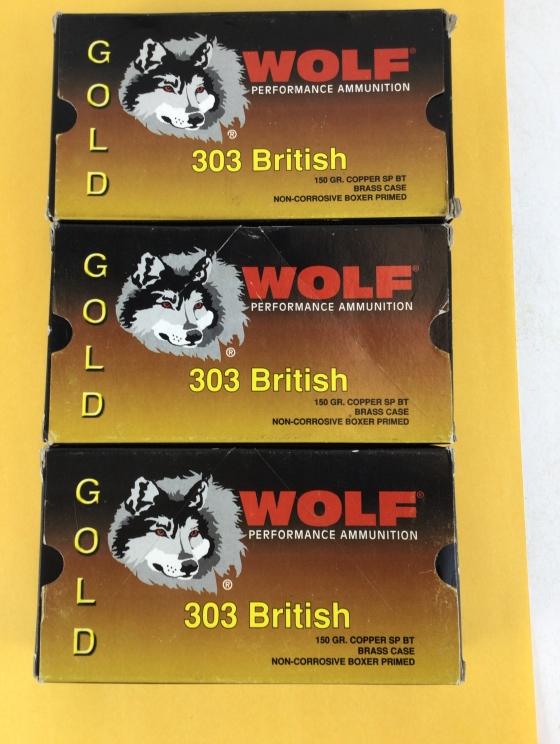 GOLD
WOLF®
PERFORMANCE AMMUNITION
®
303 British
150 GR. COPPER SP BT
BRASS CASE
NON-CORROSIVE BOXER PRIMED
GOLD
WOLF®
PERFORMANCE AMMUNITION
®
303 British
150 GR. COPPER SP BT
BRASS CASE
NON-CORROSIVE BOXER PRIMED
GOLD
WOLF®
PERFORMANCE AMMUNITION
®
303 British
150 GR. COPPER SP BT
BRASS CASE
NON-CORROSIVE BOXER PRIMED